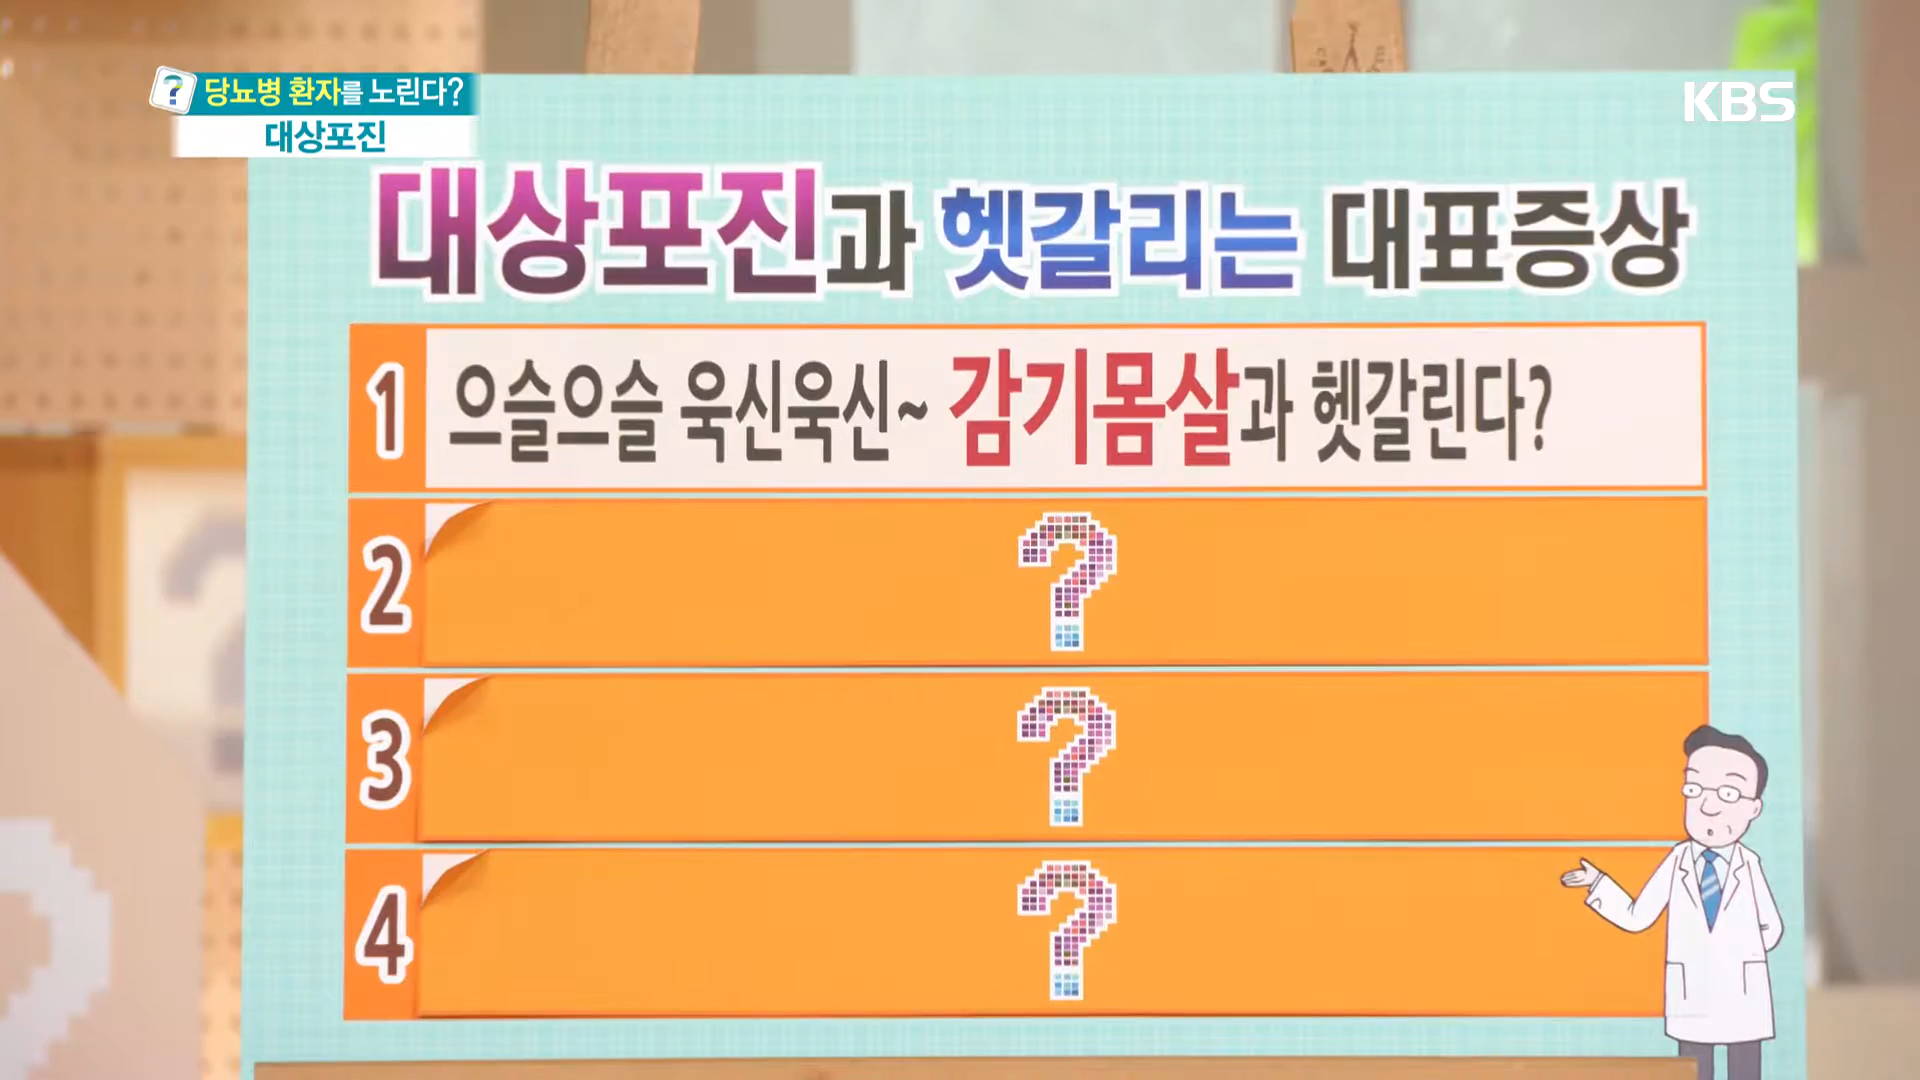 ? 당뇨병 환자를 노린다?
대상포진
KBS
대상포진과 헷갈리는 대표증상
1 으슬으슬 욱신욱신~ 감기몸살과 헷갈린다?
2 ?
3 ?
4 ?